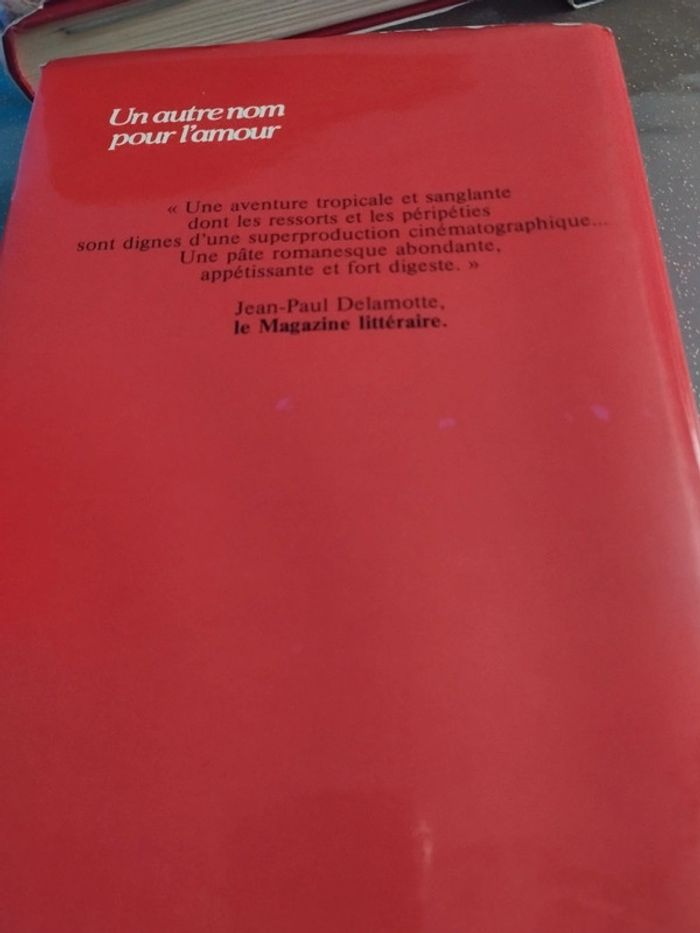 Un autre nom
pour l'amour
« Une aventure tropicale et sanglante
dont les ressorts et les péripéties
sont dignes d'une superproduction cinématographique...
Une pâte romanesque abondante,
appétissante et fort digeste. »
Jean-Paul Delamotte,
le Magazine littéraire.